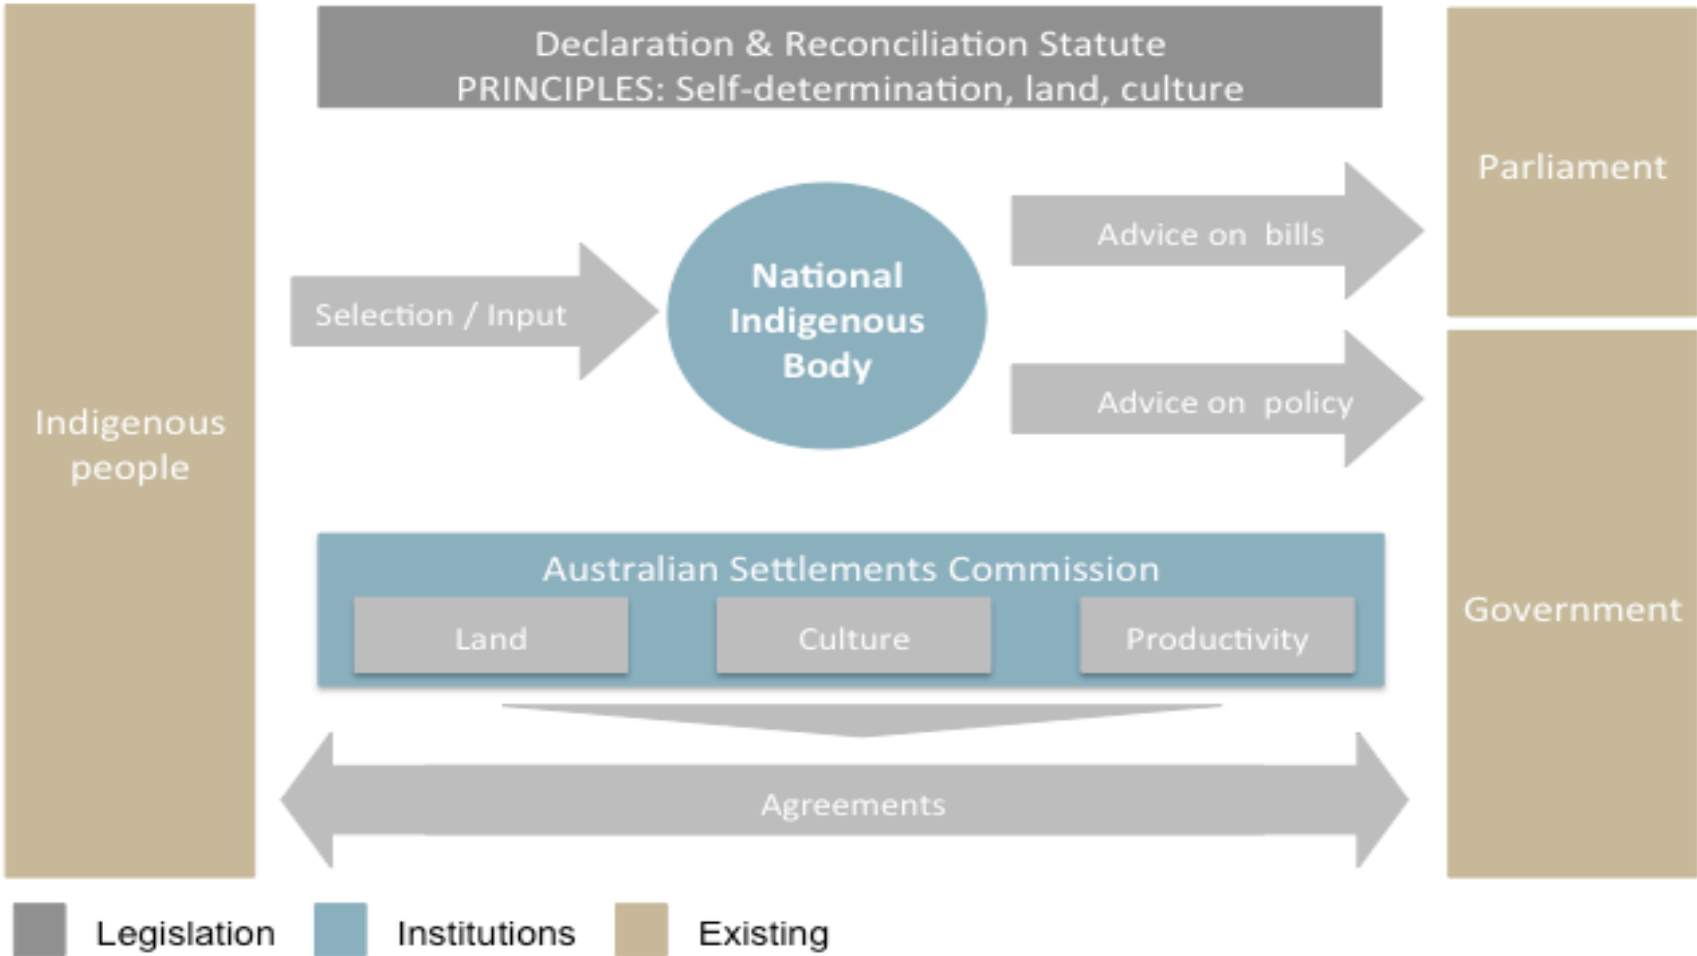 Declaration & Reconciliation Statute
PRINCIPLES: Self-determination, land, culture
Parliament
Advice on bills
National
Indigenous
Body
Selection / Input
Advice on policy
Indigenous
people
Australian Settlements Commission
Land
Culture
Productivity
Government
Agreements
Legislation
Institutions
Existing